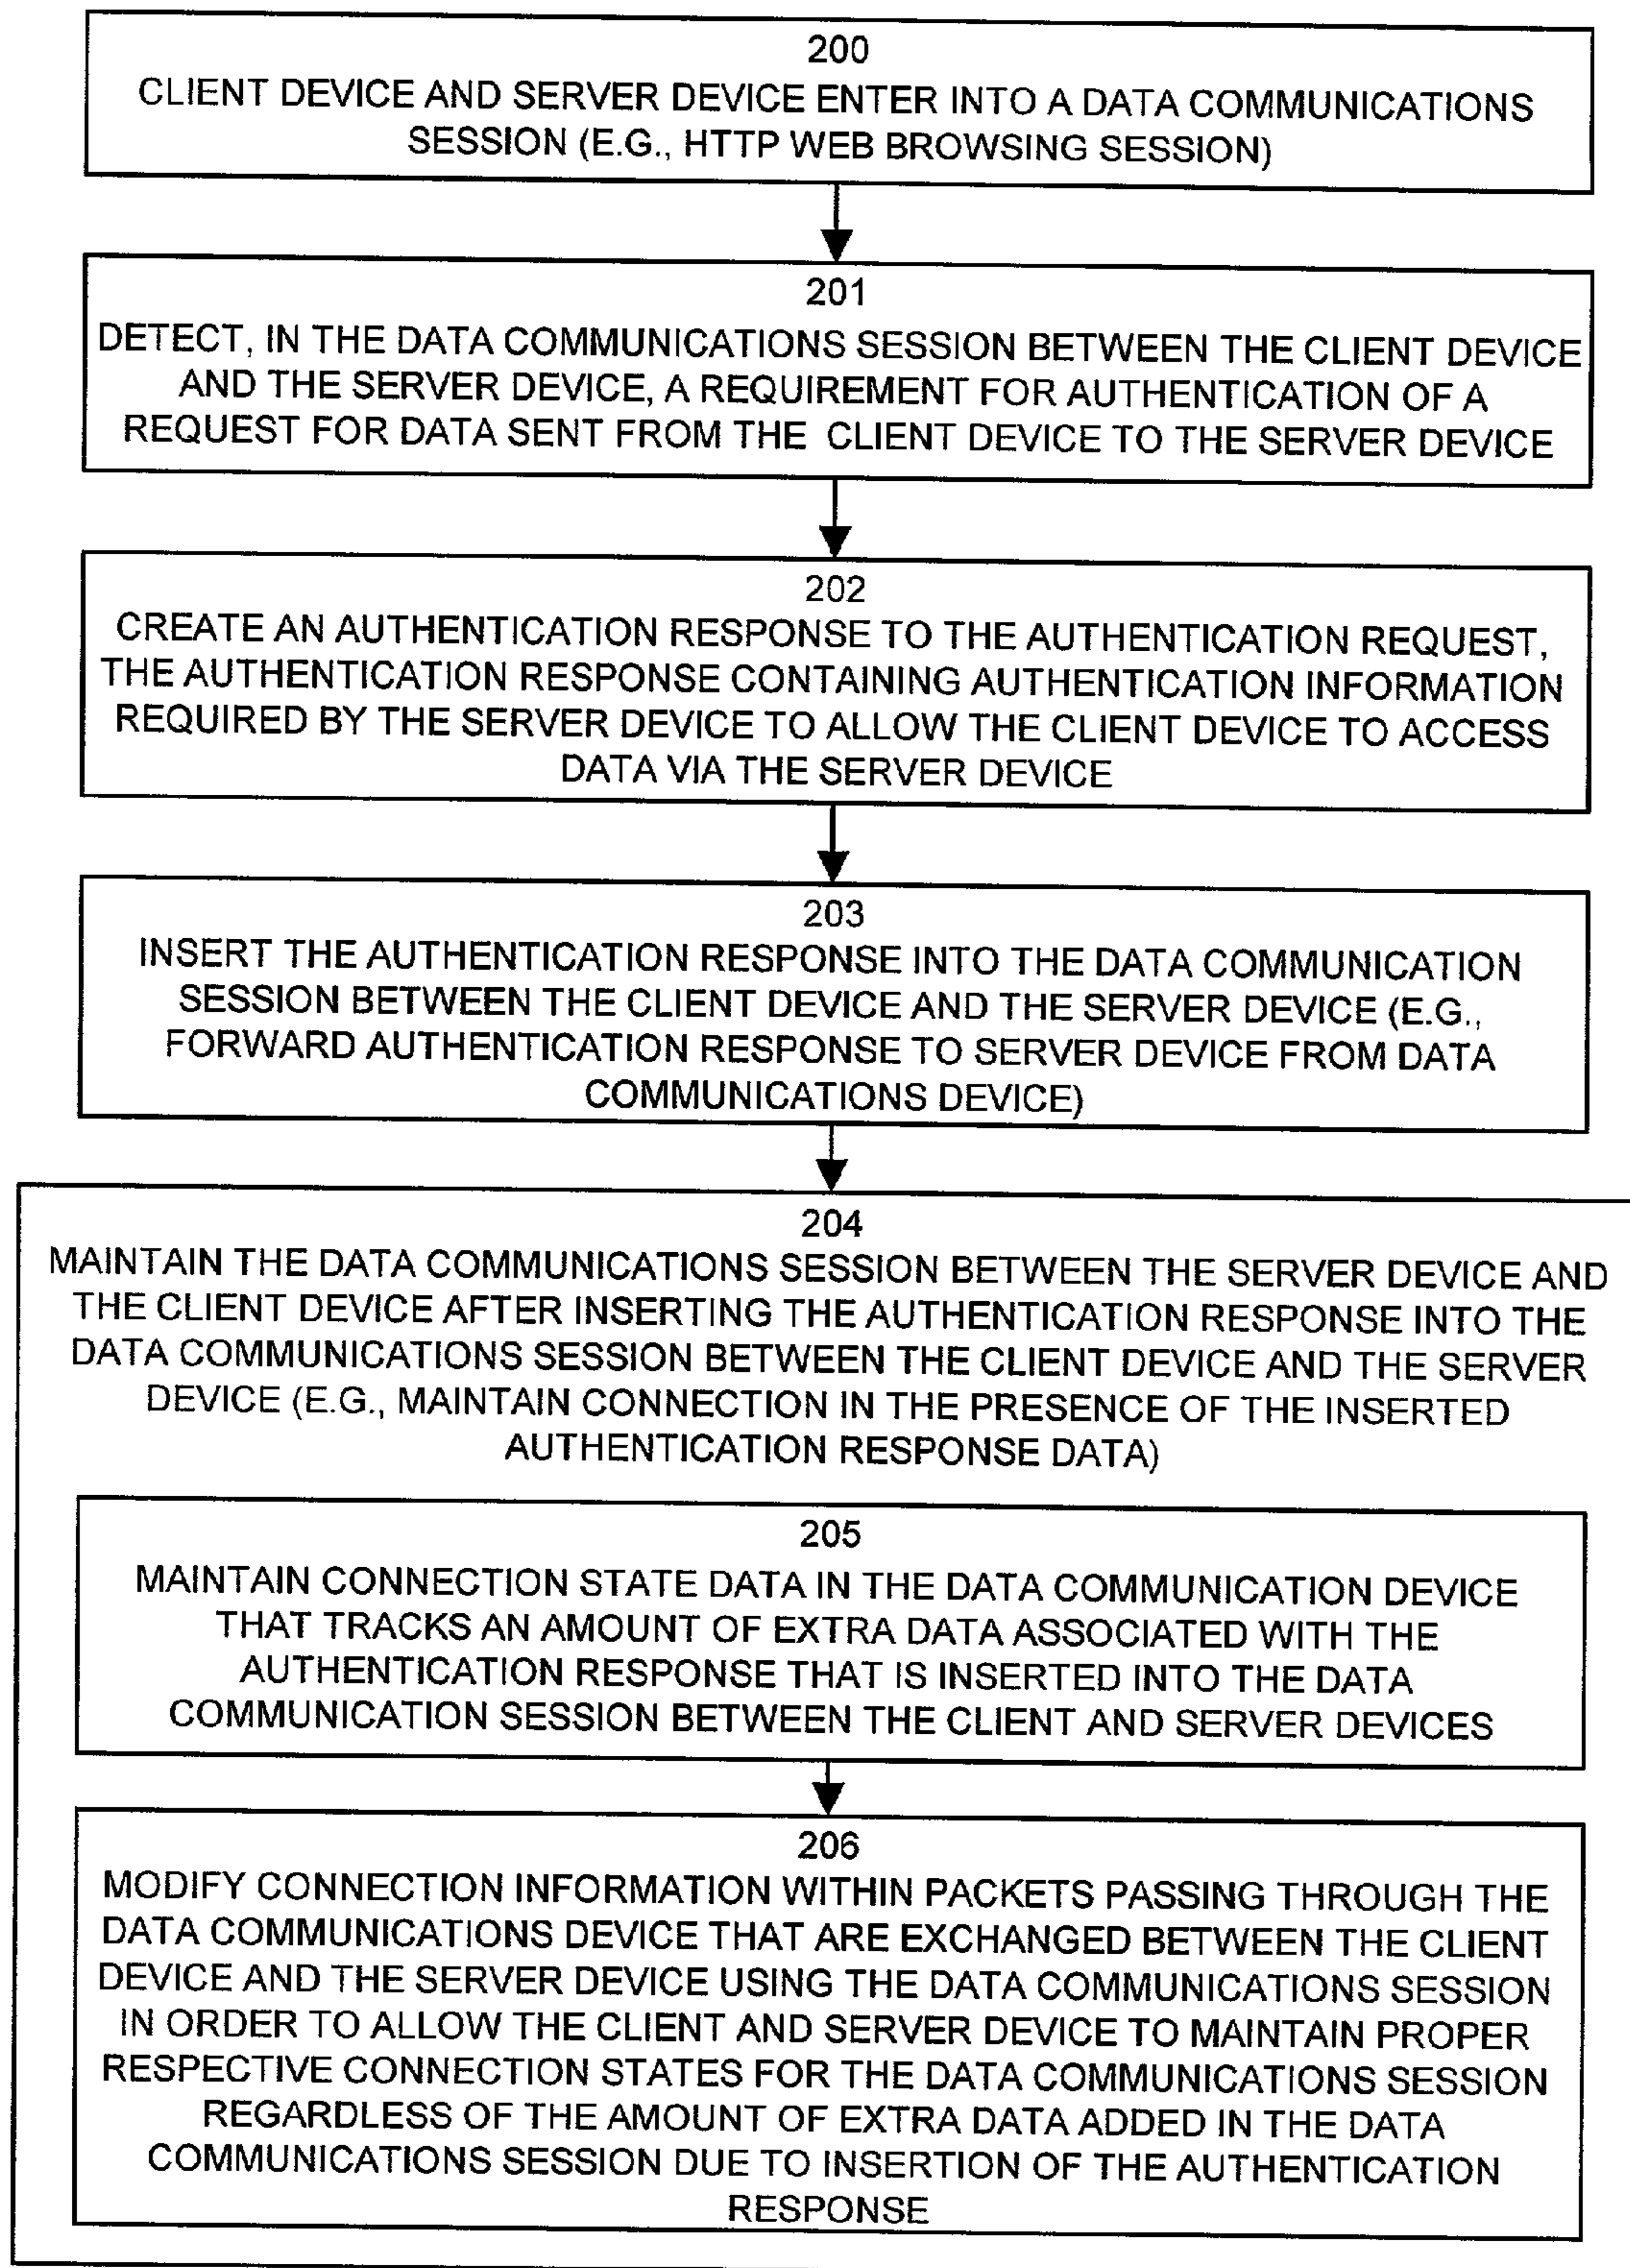 200
CLIENT DEVICE AND SERVER DEVICE ENTER INTO A DATA COMMUNICATIONS
SESSION (E.G., HTTP WEB BROWSING SESSION)
201
DETECT, IN THE DATA COMMUNICATIONS SESSION BETWEEN THE CLIENT DEVICE
AND THE SERVER DEVICE, A REQUIREMENT FOR AUTHENTICATION OF A
REQUEST FOR DATA SENT FROM THE CLIENT DEVICE TO THE SERVER DEVICE
202
CREATE AN AUTHENTICATION RESPONSE TO THE AUTHENTICATION REQUEST,
THE AUTHENTICATION RESPONSE CONTAINING AUTHENTICATION INFORMATION
REQUIRED BY THE SERVER DEVICE TO ALLOW THE CLIENT DEVICE TO ACCESS
DATA VIA THE SERVER DEVICE
203
INSERT THE AUTHENTICATION RESPONSE INTO THE DATA COMMUNICATION
SESSION BETWEEN THE CLIENT DEVICE AND THE SERVER DEVICE (E.G.,
FORWARD AUTHENTICATION RESPONSE TO SERVER DEVICE FROM DATA
COMMUNICATIONS DEVICE)
204
MAINTAIN THE DATA COMMUNICATIONS SESSION BETWEEN THE SERVER DEVICE AND
THE CLIENT DEVICE AFTER INSERTING THE AUTHENTICATION RESPONSE INTO THE
DATA COMMUNICATIONS SESSION BETWEEN THE CLIENT DEVICE AND THE SERVER
DEVICE (E.G., MAINTAIN CONNECTION IN THE PRESENCE OF THE INSERTED
AUTHENTICATION RESPONSE DATA)
205
MAINTAIN CONNECTION STATE DATA IN THE DATA COMMUNICATION DEVICE
THAT TRACKS AN AMOUNT OF EXTRA DATA ASSOCIATED WITH THE
AUTHENTICATION RESPONSE THAT IS INSERTED INTO THE DATA
COMMUNICATION SESSION BETWEEN THE CLIENT AND SERVER DEVICES
206
MODIFY CONNECTION INFORMATION WITHIN PACKETS PASSING THROUGH THE
DATA COMMUNICATIONS DEVICE THAT ARE EXCHANGED BETWEEN THE CLIENT
DEVICE AND THE SERVER DEVICE USING THE DATA COMMUNICATIONS SESSION
IN ORDER TO ALLOW THE CLIENT AND SERVER DEVICE TO MAINTAIN PROPER
RESPECTIVE CONNECTION STATES FOR THE DATA COMMUNICATIONS SESSION
REGARDLESS OF THE AMOUNT OF EXTRA DATA ADDED IN THE DATA
COMMUNICATIONS SESSION DUE TO INSERTION OF THE AUTHENTICATION
RESPONSE